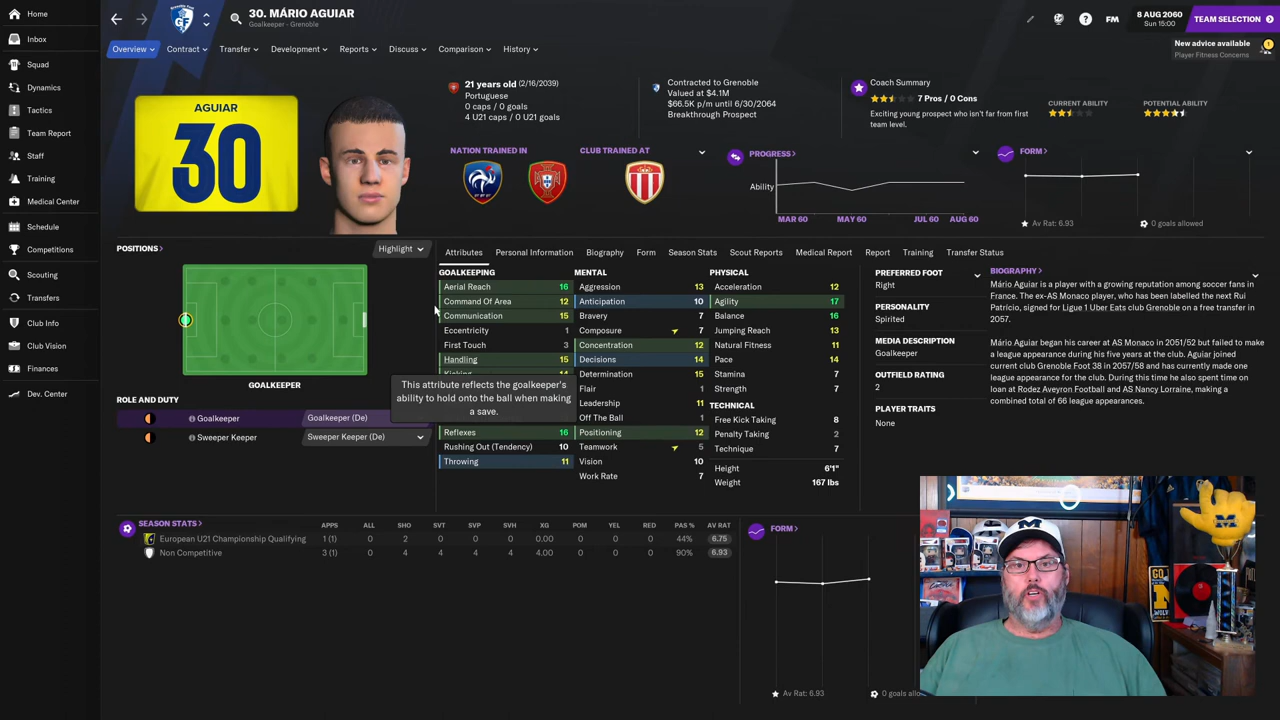 30. MÁRIO AGUIAR
Goalkeeper - Grenoble
FM
8 AUG 2060
Sun 15:00
TEAM SELECTION
New advice available
Player Fitness Concerns
1
Home
Inbox
Squad
Dynamics
Tactics
Team Report
Staff
Training
Medical Center
Schedule
Competitions
Scouting
Transfers
Club Info
Club Vision
Finances
Dev. Center
Overview
Contract
Transfer
Development
Reports
Discuss
Comparison
History
AGUIAR
30
21 years old (2/16/2039)
Portuguese
0 caps / 0 goals
4 U21 caps / 0 U21 goals
Contracted to Grenoble
Valued at $4.1M
$66.5K p/m until 6/30/2064
Breakthrough Prospect
Coach Summary
7 Pros / 0 Cons
Exciting young prospect who isn't far from first
team level.
CURRENT ABILITY
POTENTIAL ABILITY
NATION TRAINED IN
CLUB TRAINED AT
PROGRESS
Ability
MAR 60
MAY 60
JUL 60
AUG 60
FORM
Av Rat: 6.93
0 goals allowed
POSITIONS
Highlight
GOALKEEPER
ROLE AND DUTY
Goalkeeper
Goalkeeper (De)
Sweeper Keeper
Sweeper Keeper (De)
Attributes
Personal Information
Biography
Form
Season Stats
Scout Reports
Medical Report
Report
Training
Transfer Status
GOALKEEPING
Aerial Reach 16
Command Of Area 12
Communication 15
Eccentricity 1
First Touch 3
Handling 15
Kicking 14
This attribute reflects the goalkeeper's
ability to hold onto the ball when making
a save.
Reflexes 16
Rushing Out (Tendency) 10
Throwing 11
MENTAL
Aggression 13
Anticipation 10
Bravery 7
Composure 7
Concentration 12
Decisions 14
Determination 15
Flair 1
Leadership 11
Off The Ball 1
Positioning 12
Teamwork 5
Vision 10
Work Rate 7
PHYSICAL
Acceleration 12
Agility 17
Balance 16
Jumping Reach 13
Natural Fitness 11
Pace 14
Stamina 7
Strength 7
TECHNICAL
Free Kick Taking 8
Penalty Taking 2
Technique 7
Height 6'1"
Weight 167 lbs
PREFERRED FOOT
Right
PERSONALITY
Spirited
MEDIA DESCRIPTION
Goalkeeper
OUTFIELD RATING
2
PLAYER TRAITS
None
BIOGRAPHY
Mário Aguiar is a player with a growing reputation among soccer fans in
France. The ex-AS Monaco player, who has been labelled the next Rui
Patrício, signed for Ligue 1 Uber Eats club Grenoble on a free transfer in
2057.
Mário Aguiar began his career at AS Monaco in 2051/52 but failed to
make a league appearance during his five years at the club. Aguiar joined
current club Grenoble Foot 38 in 2057/58 and has currently made one
league appearance for the club. During this time he also spent time on
loan at Rodez Aveyron Football and AS Nancy Lorraine, making a
combined total of 66 league appearances.
SEASON STATS
APPS ALL SHO SVT SVP SVH XG POM YEL RED PAS % AV RAT
European U21 Championship Qualifying 1 (1) 0 2 0 0 0 0.00 0 0 0 44% 6.75
Non Competitive 3 (1) 0 4 4 4 4 4.00 0 0 0 90% 6.93
FORM
Av Rat: 6.93
0 goals allo
M